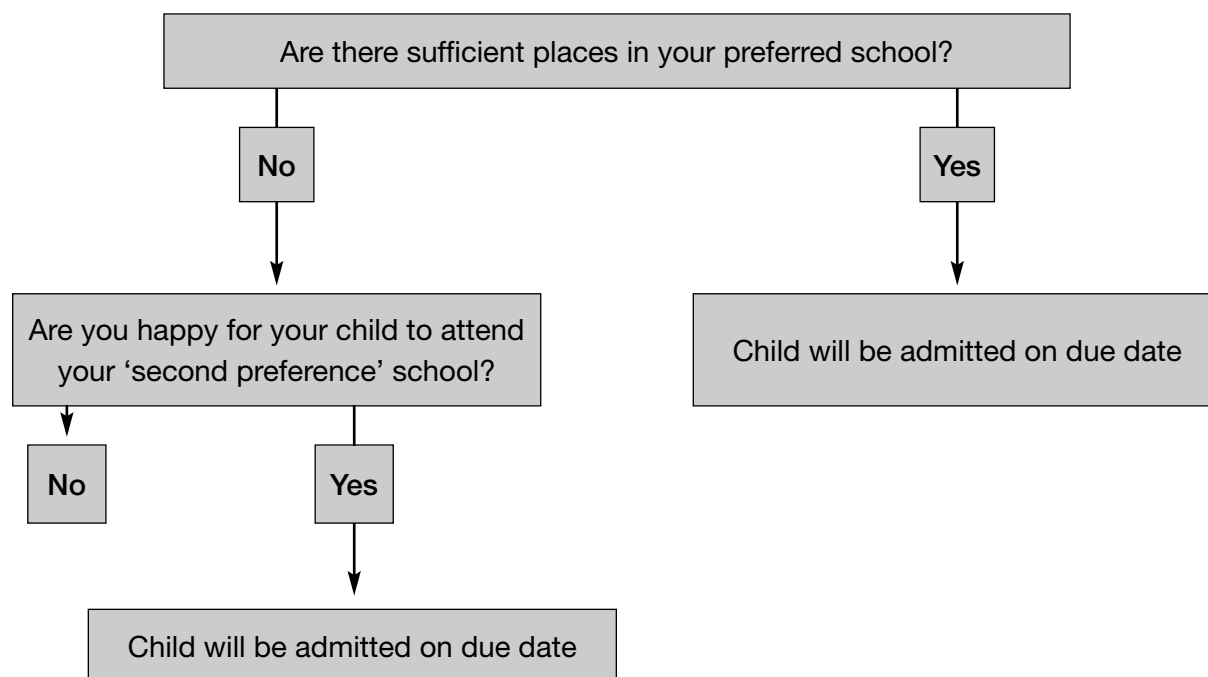 Are there sufficient places in your preferred school?
No
Yes
Are you happy for your child to attend
your ‘second preference’ school?
Child will be admitted on due date
No
Yes
Child will be admitted on due date